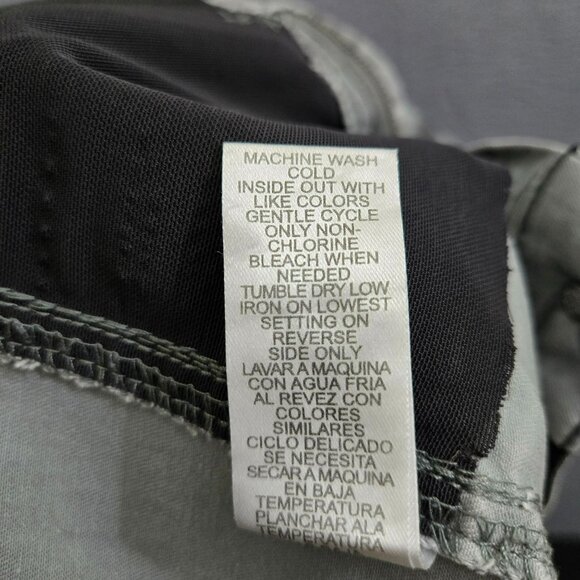 MACHINE WASH
COLD
INSIDE OUT WITH
LIKE COLORS
GENTLE CYCLE
ONLY NON-
CHLORINE
BLEACH WHEN
NEEDED
TUMBLE DRY LOW
IRON ON LOWEST
SETTING ON
REVERSE
SIDE ONLY
LAVAR A MAQUINA
CON AGUA FRIA
AL REVEZ CON
COLORES
SIMILARES
CICLO DELICADO
SE NECESITA
SECAR A MAQUINA
EN BAJA
TEMPERATURA
PLANCHAR ALA
TEMPERATURA